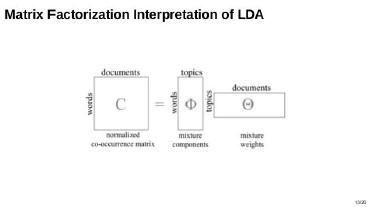 Matrix Factorization Interpretation of LDA
documents
words
C
normalized
co-occurrence matrix
=
topics
words
Φ
mixture
components
documents
topics
Θ
mixture
weights
13/20